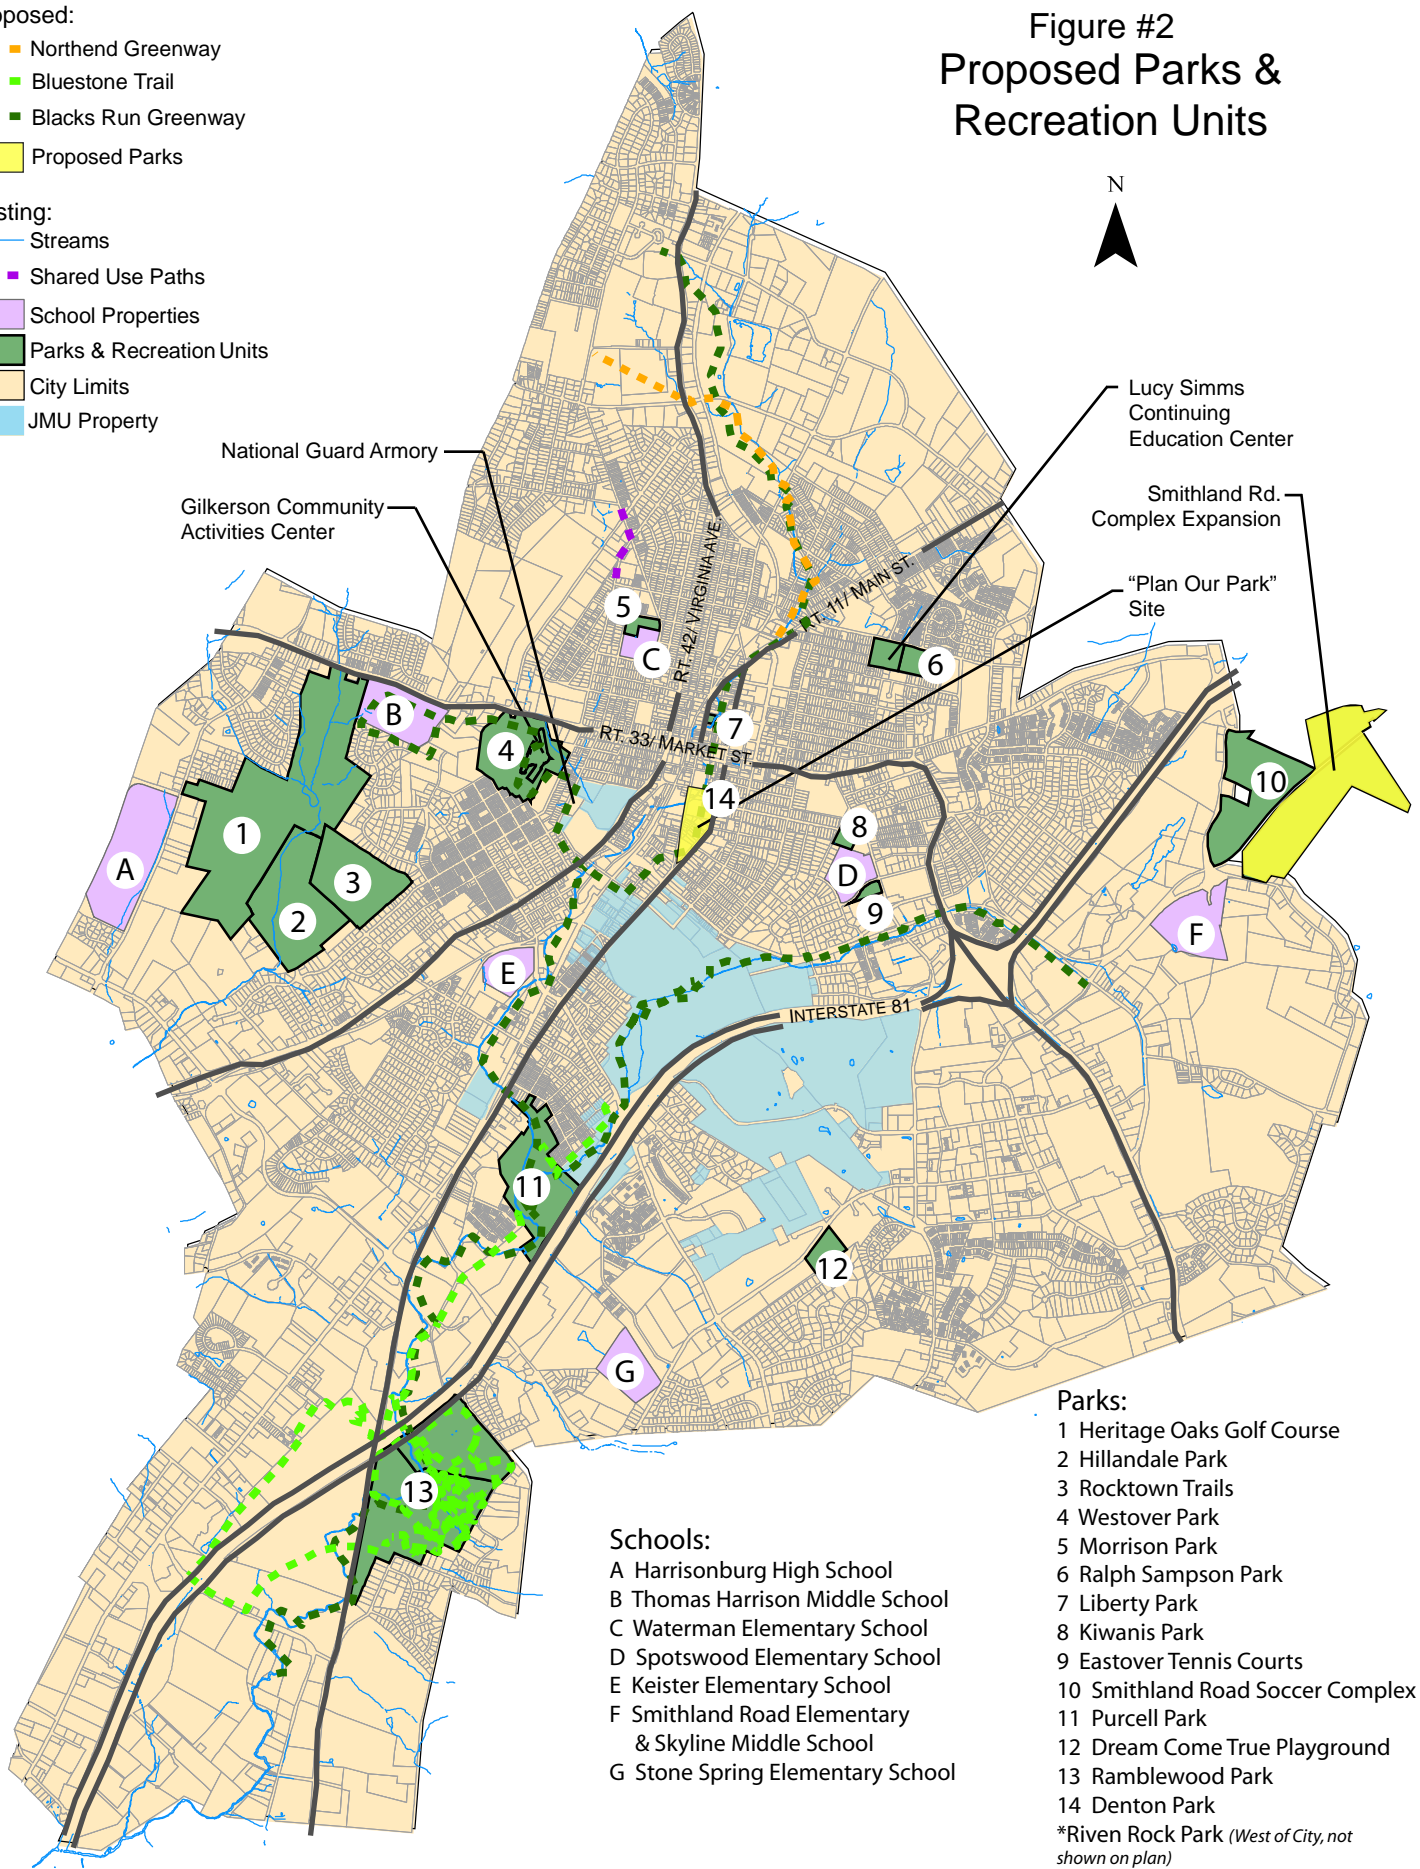 Figure #2
Proposed Parks &
Recreation Units
posed:
Northend Greenway
Bluestone Trail
Blacks Run Greenway
Proposed Parks
sting:
Streams
Shared Use Paths
School Properties
Parks & Recreation Units
City Limits
JMU Property
N
National Guard Armory
Gilkerson Community
Activities Center
Lucy Simms
Continuing
Education Center
Smithland Rd.
Complex Expansion
“Plan Our Park”
Site
RT. 42/ VIRGINIA AVE.
RT. 11/ MAIN ST.
RT. 33/ MARKET ST.
INTERSTATE 81
5
C
6
B
4
7
10
14
1
8
A
3
D
2
9
F
E
11
12
G
13
Schools:
A Harrisonburg High School
B Thomas Harrison Middle School
C Waterman Elementary School
D Spotswood Elementary School
E Keister Elementary School
F Smithland Road Elementary
& Skyline Middle School
G Stone Spring Elementary School
Parks:
1 Heritage Oaks Golf Course
2 Hillandale Park
3 Rocktown Trails
4 Westover Park
5 Morrison Park
6 Ralph Sampson Park
7 Liberty Park
8 Kiwanis Park
9 Eastover Tennis Courts
10 Smithland Road Soccer Complex
11 Purcell Park
12 Dream Come True Playground
13 Ramblewood Park
14 Denton Park
*Riven Rock Park (West of City, not
shown on plan)